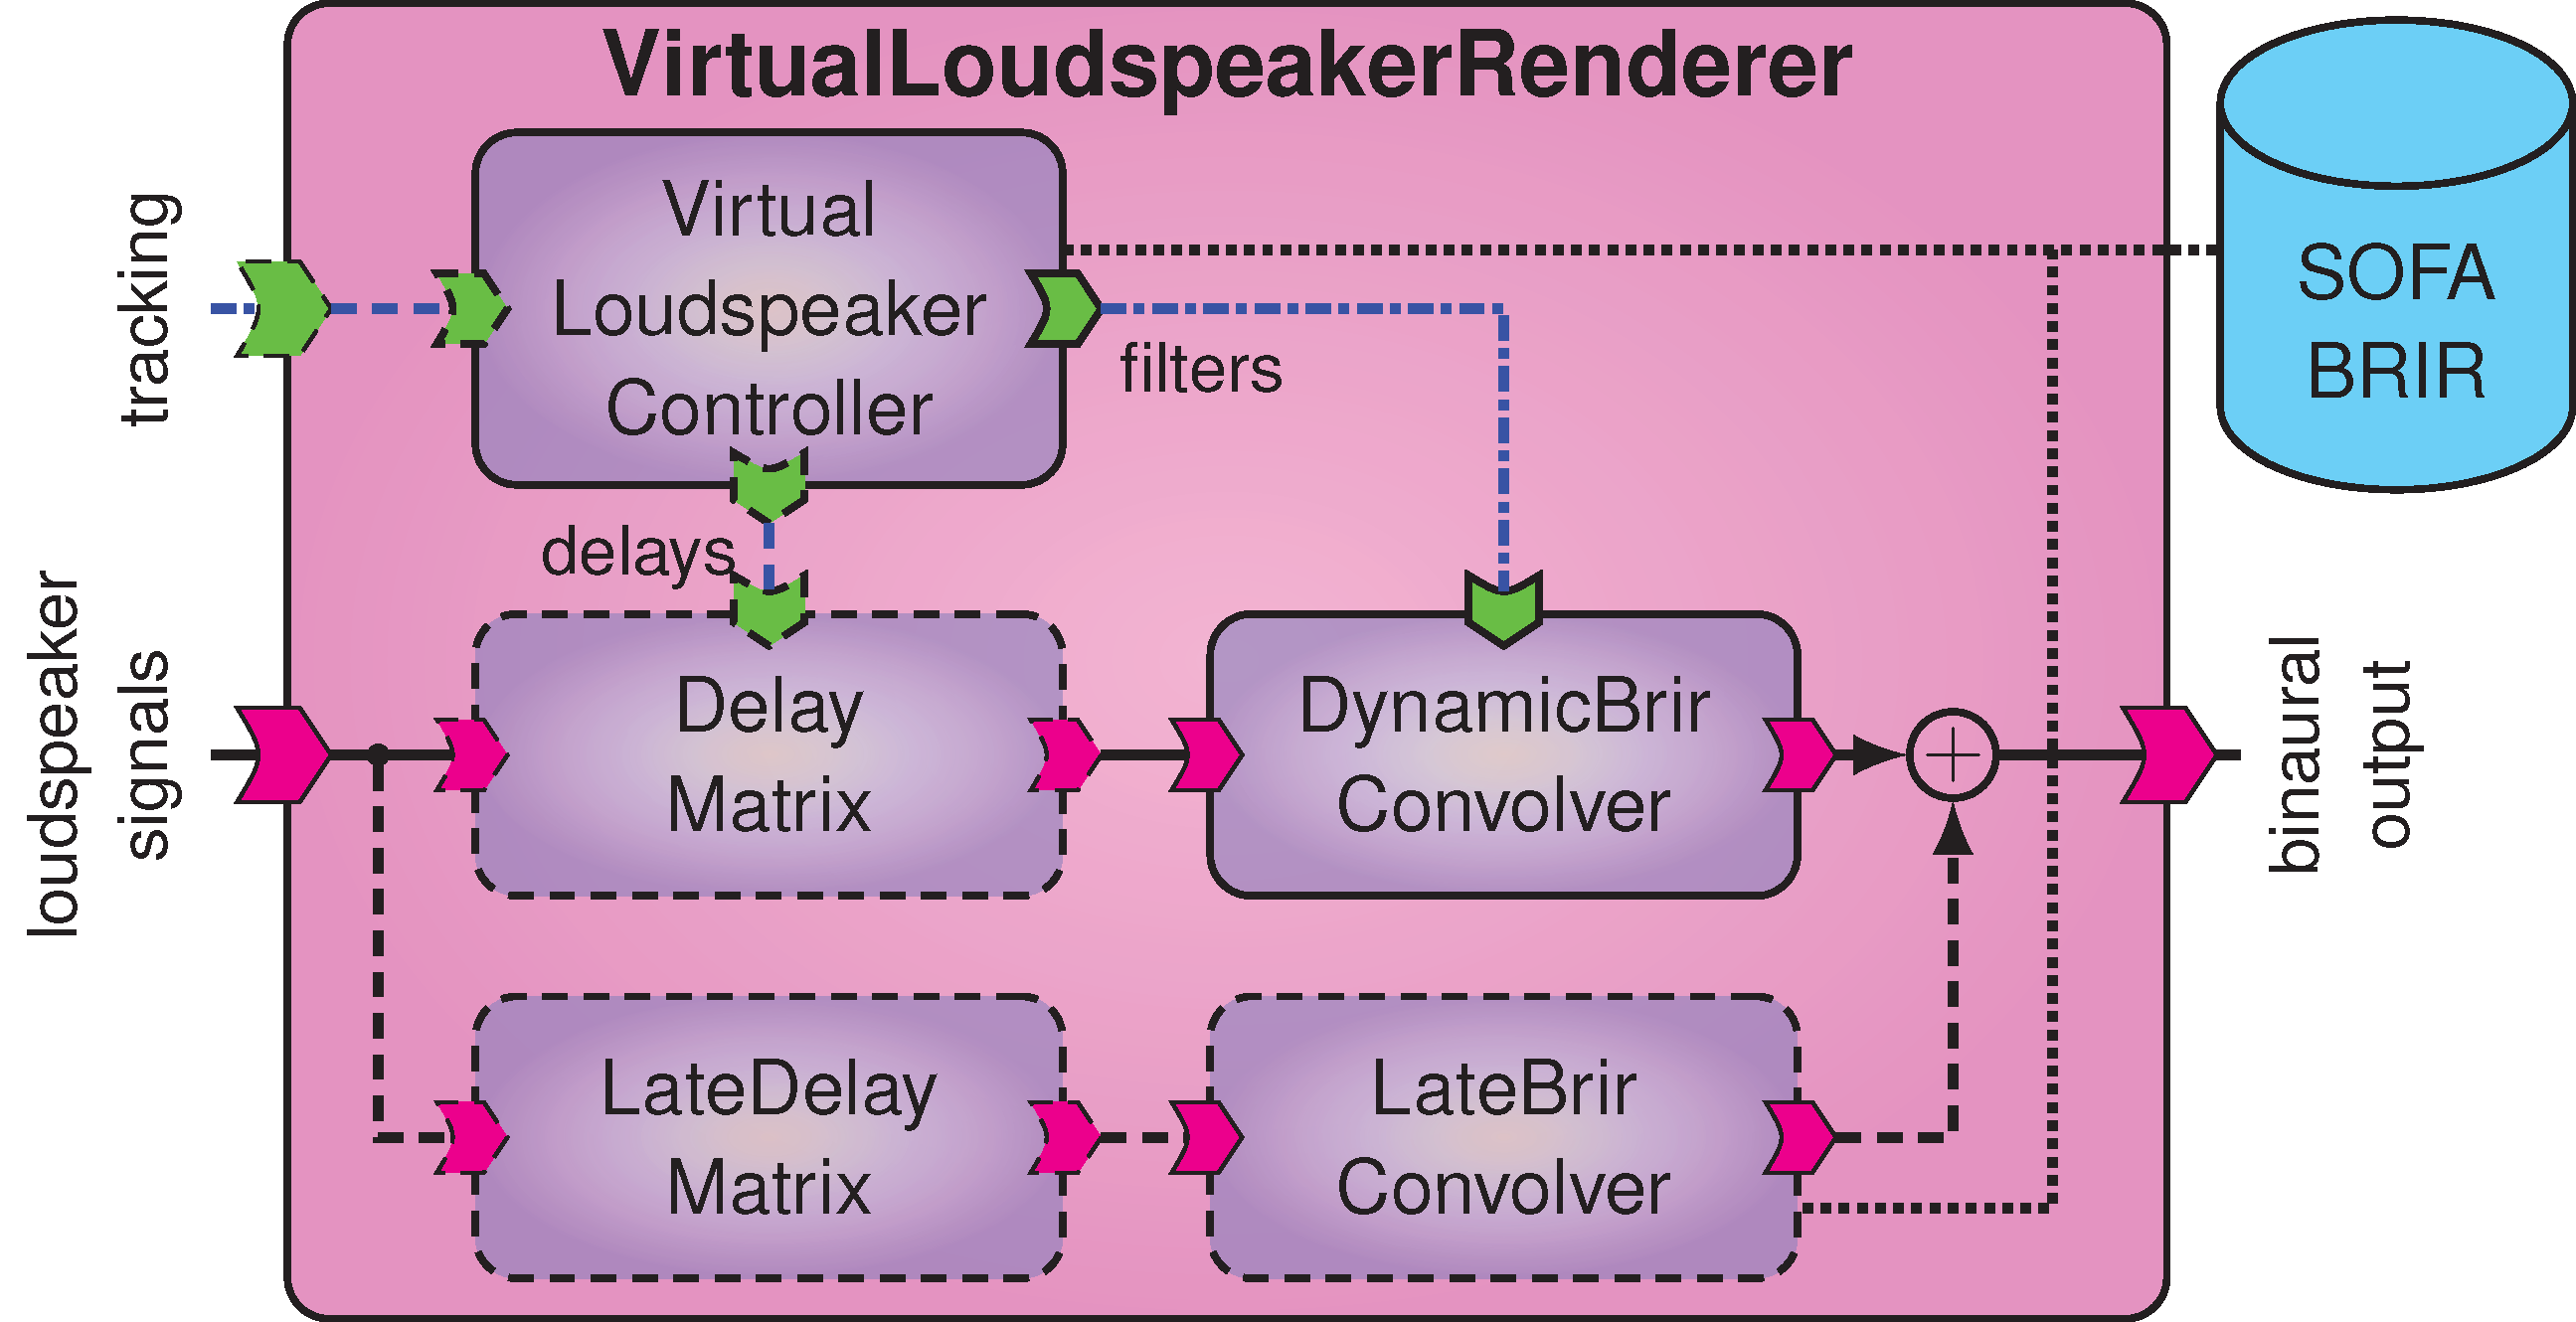 VirtualLoudspeakerRenderer
tracking
Virtual
Loudspeaker
Controller
filters
SOFA
BRIR
delays
loudspeaker
signals
Delay
Matrix
DynamicBrir
Convolver
binaural
output
LateDelay
Matrix
LateBrir
Convolver